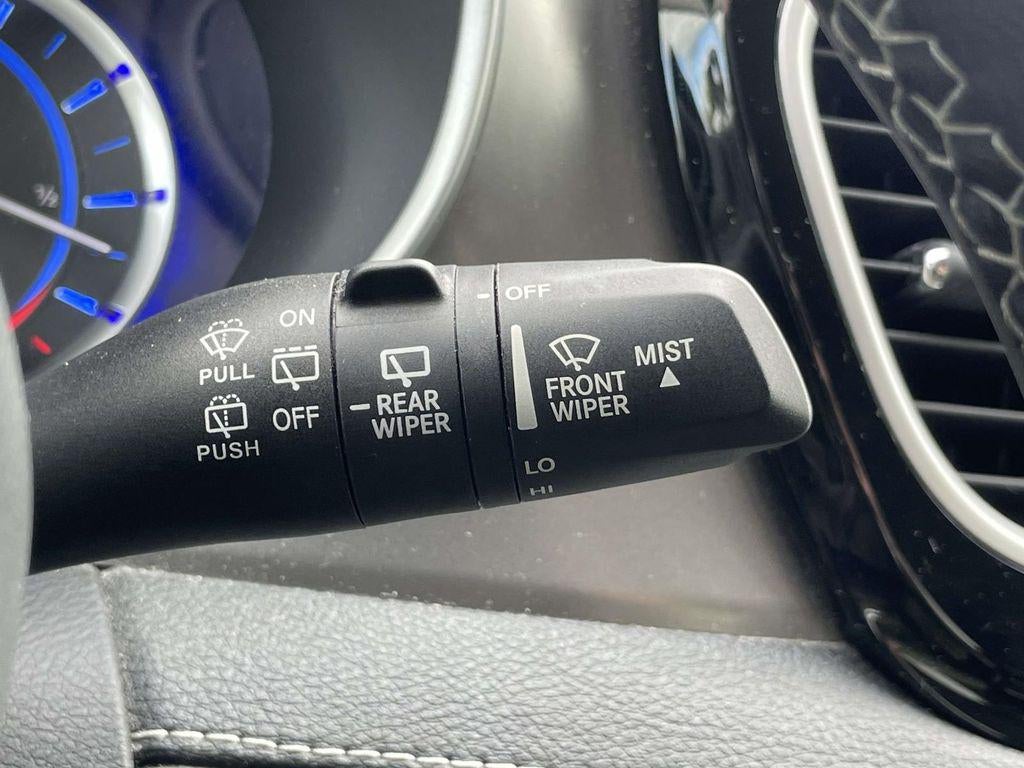 ON
PULL
OFF
PUSH
REAR
WIPER
OFF
FRONT
WIPER
MIST
LO
HI